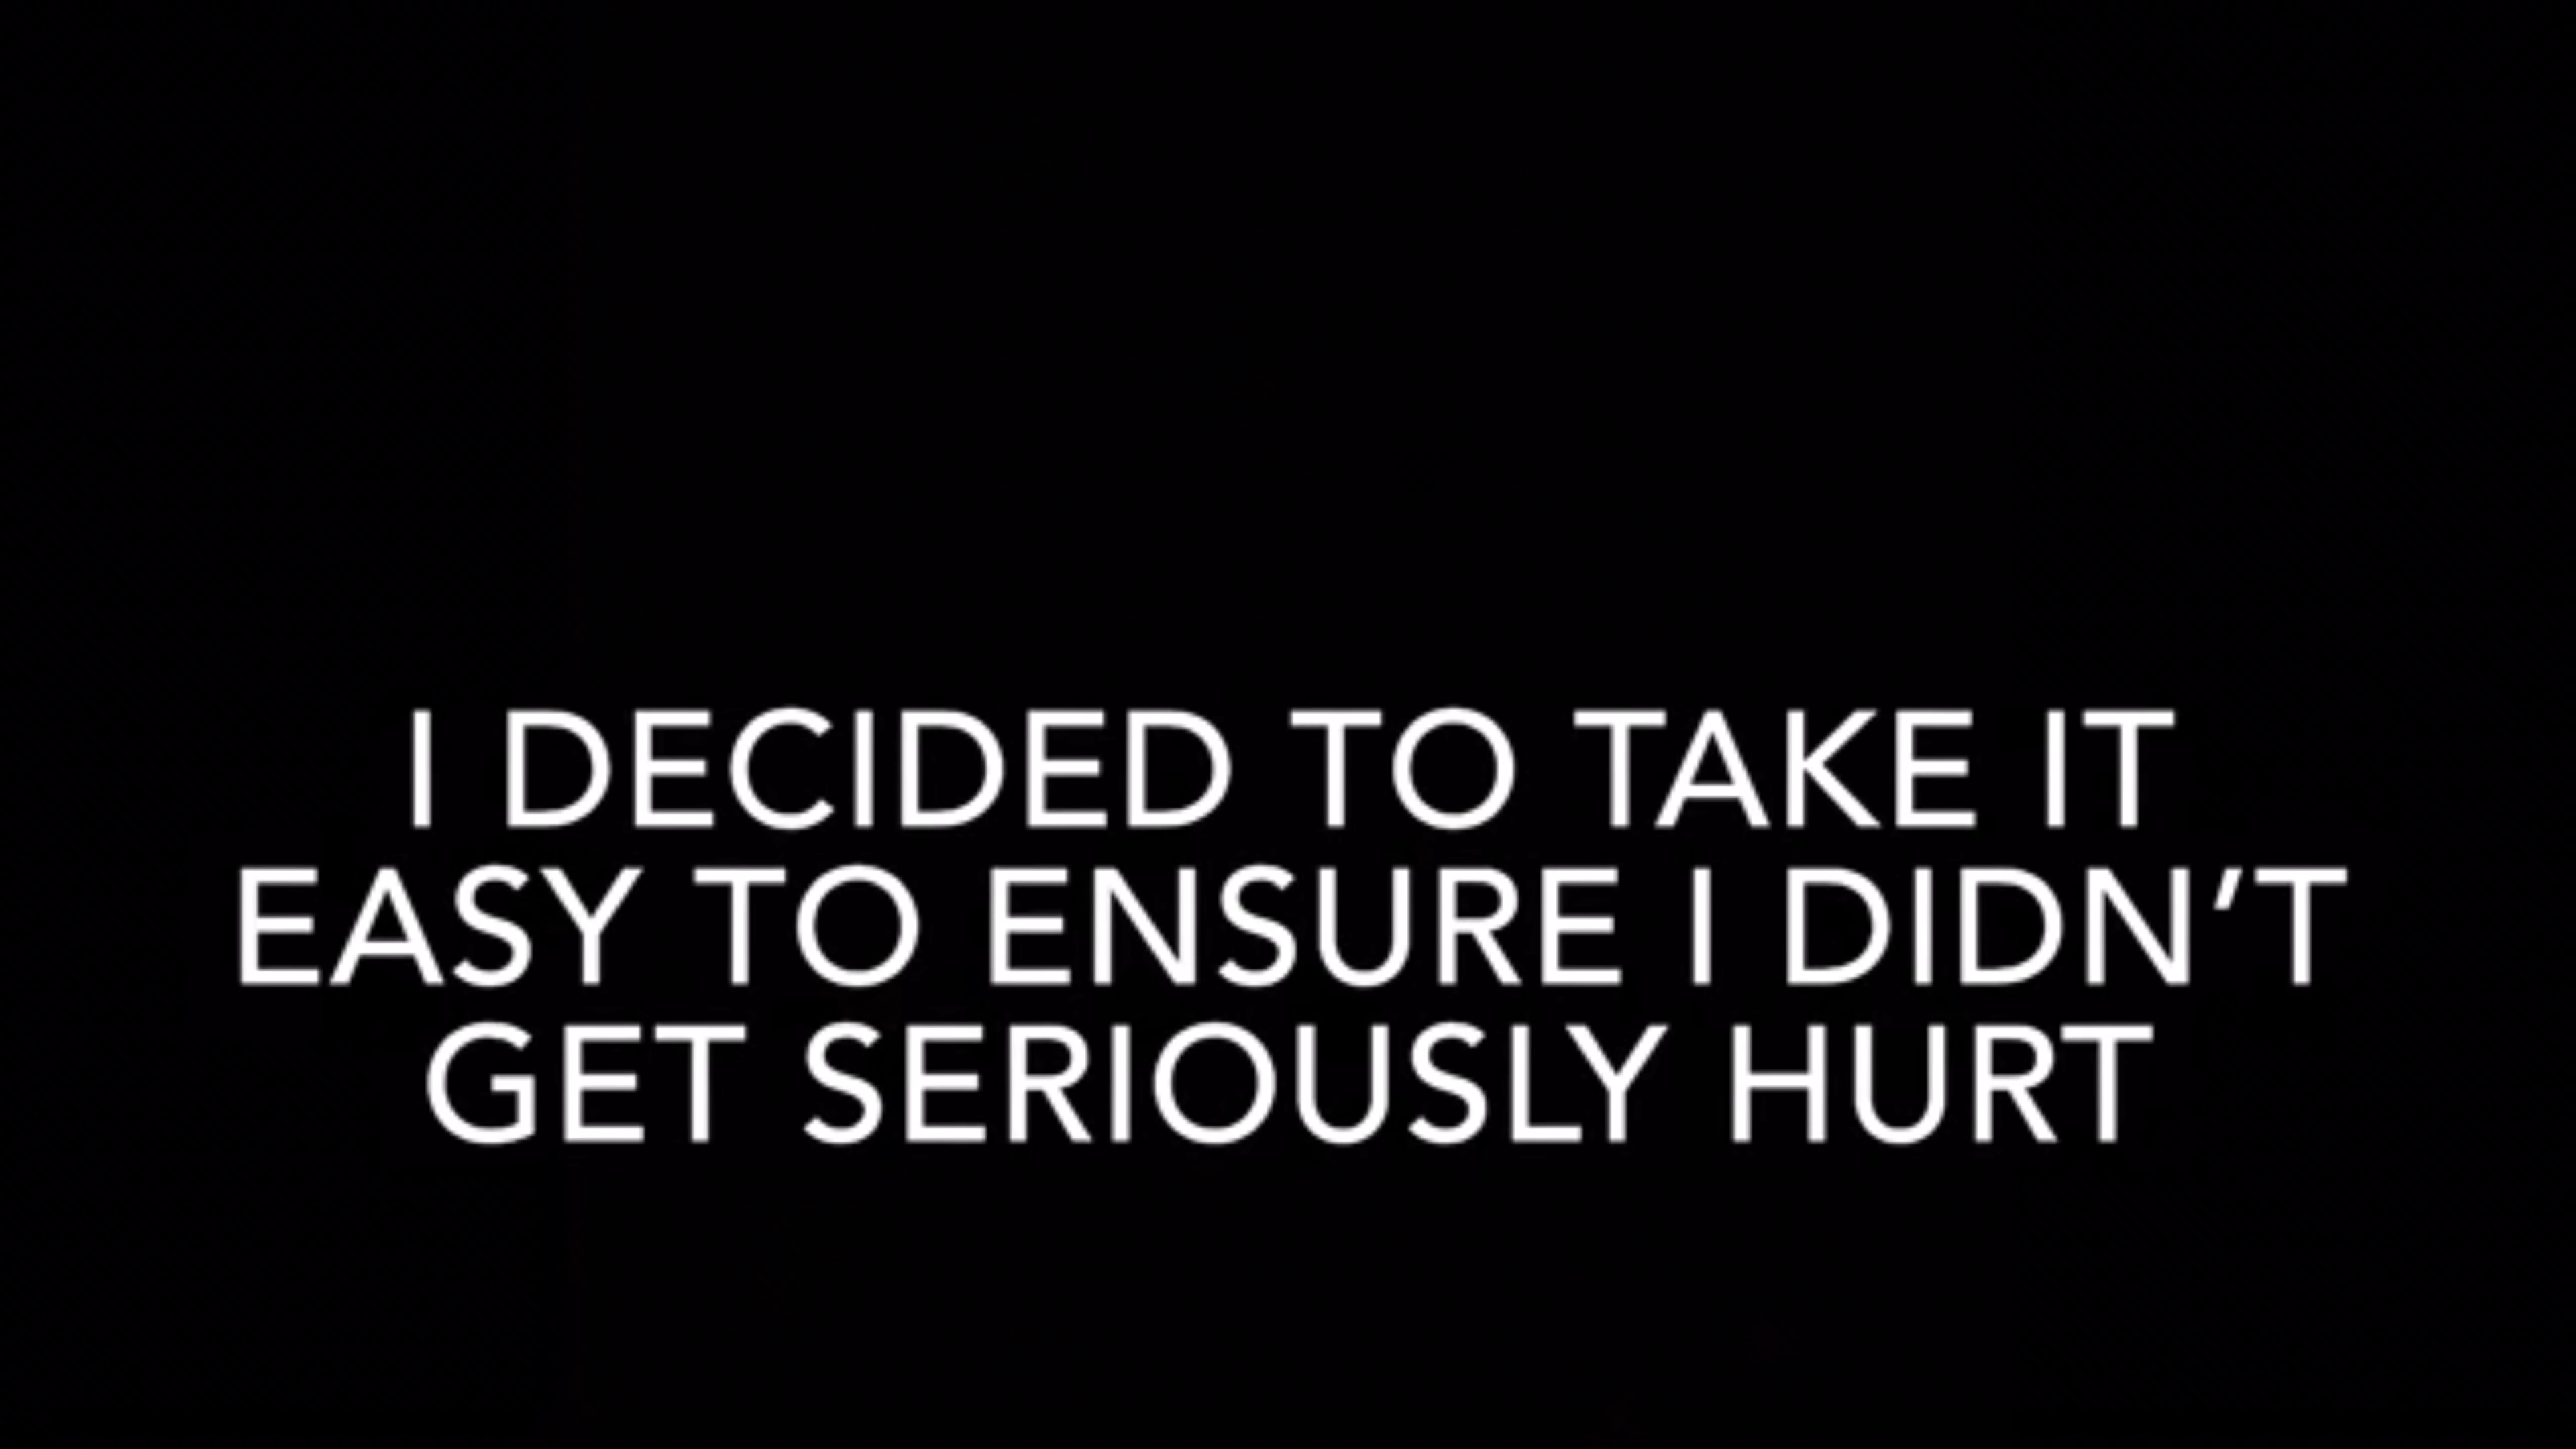 I DECIDED TO TAKE IT
EASY TO ENSURE I DIDN’T
GET SERIOUSLY HURT